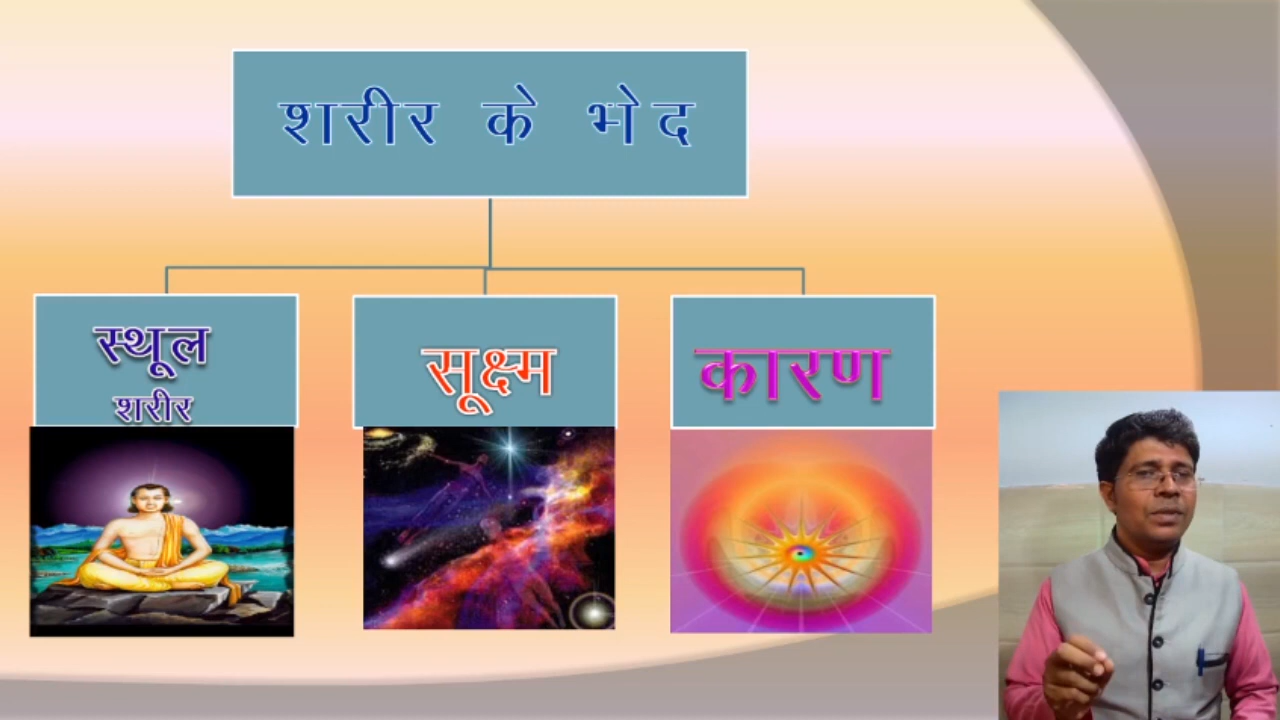 शरीर के भेद
स्थूल
शरीर
सूक्ष्म
कारण